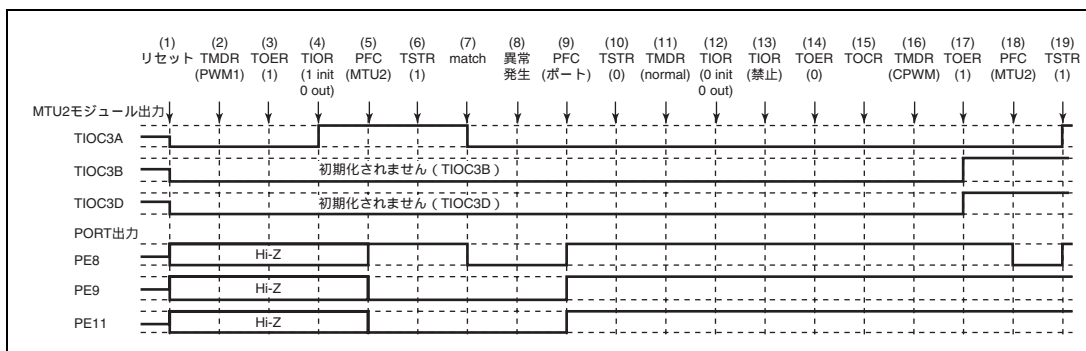 (1) (2) (3) (4) (5) (6) (7) (8) (9) (10) (11) (12) (13) (14) (15) (16) (17) (18) (19)
リセット TMDR TOER TIOR PFC TSTR match 異常 PFC TSTR TMDR TIOR TIOR TOER TOCR TMDR TOER PFC TSTR
(PWM1) (1) (1 init (MTU2) (1) 発生 (ポート) (0) (normal) (0 init (禁止) (0) (CPWM) (1) (MTU2) (1)
0 out) 0 out)
MTU2モジュール出力
TIOC3A
TIOC3B 初期化されません(TIOC3B)
TIOC3D 初期化されません(TIOC3D)
PORT出力
PE8 Hi-Z
PE9 Hi-Z
PE11 Hi-Z